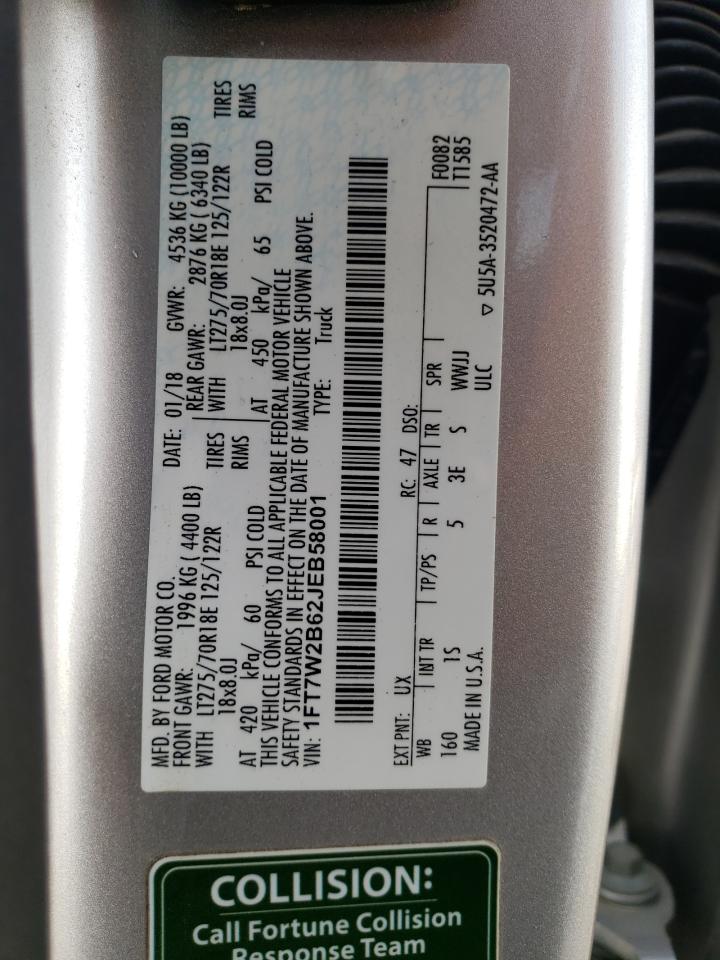 MFD. BY FORD MOTOR CO.
DATE: 01/18 GVWR: 4536 KG (10000 LB)
FRONT GAWR: 1996 KG ( 4400 LB) REAR GAWR: 2876 KG ( 6340 LB)
WITH LT275/70R18E 125/122R TIRES WITH LT275/70R18E 125/122R TIRES
18x8.0J RIMS 18x8.0J RIMS
AT 420 kPa/ 60 PSI COLD AT 450 kPa/ 65 PSI COLD
THIS VEHICLE CONFORMS TO ALL APPLICABLE FEDERAL MOTOR VEHICLE
SAFETY STANDARDS IN EFFECT ON THE DATE OF MANUFACTURE SHOWN ABOVE.
VIN: 1FT7W2B62JEB58001 TYPE: Truck
EXT PNT: UX RC: 47 DSO: F0082
WB INT TR TP/PS R AXLE TR SPR T1585
160 1S 5 3E S WWJJ
MADE IN U.S.A. ULC ▽ 5U5A-3520472-AA
COLLISION:
Call Fortune Collision
Response Team